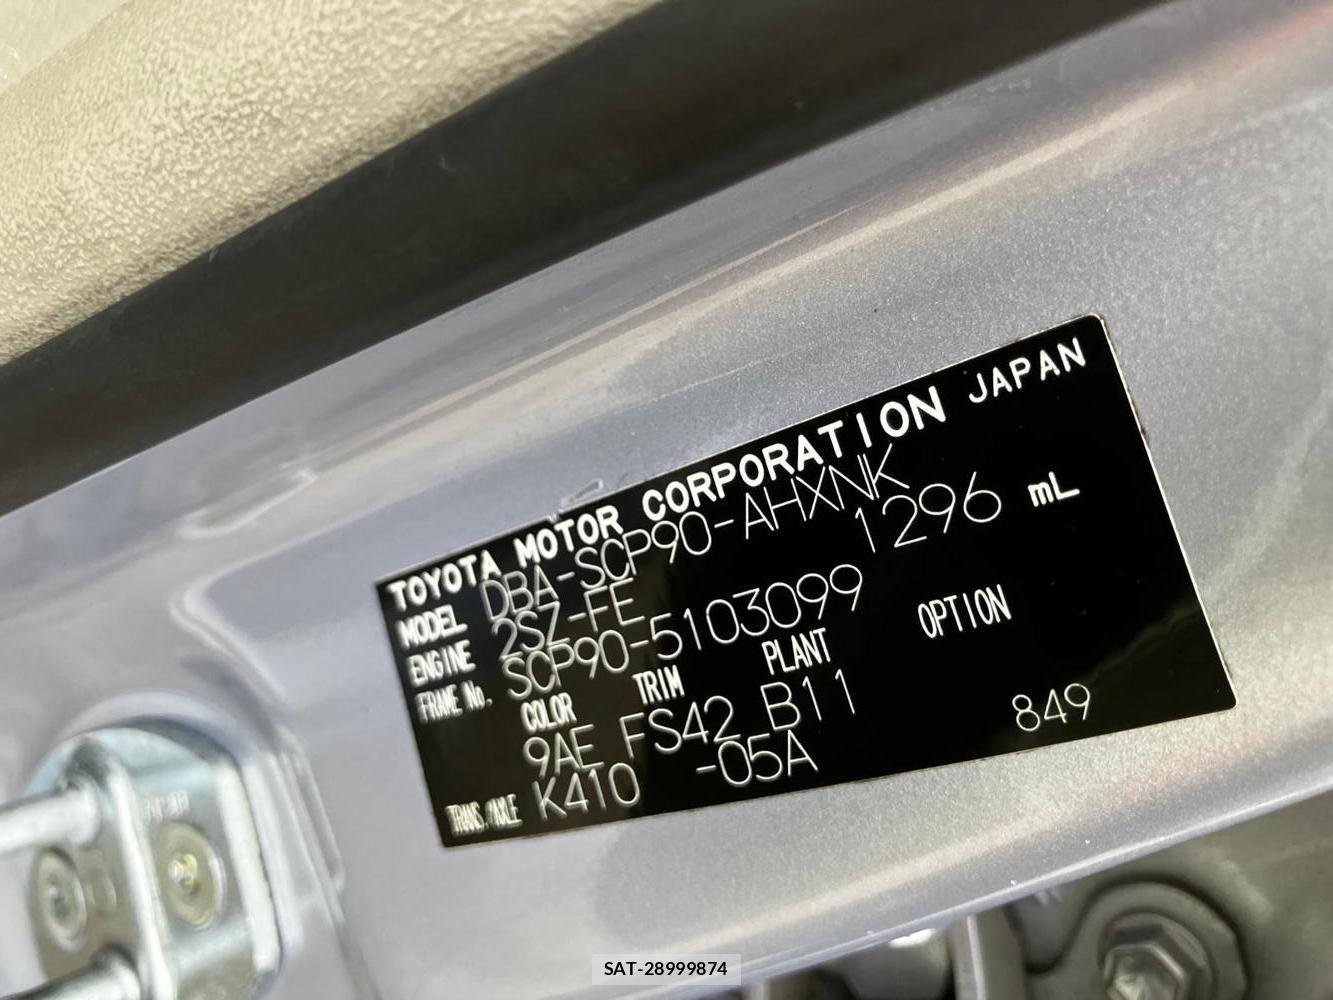 TOYOTA MOTOR CORPORATION JAPAN
MODEL DBA-SCP90-AHXNK
ENGINE 2SZ-FE 1296 mL
FRAME No. SCP90-5103099
COLOR TRIM PLANT OPTION
9AE FS42 B11
TRANS./AXLE K410 -05A 849
SAT-28999874